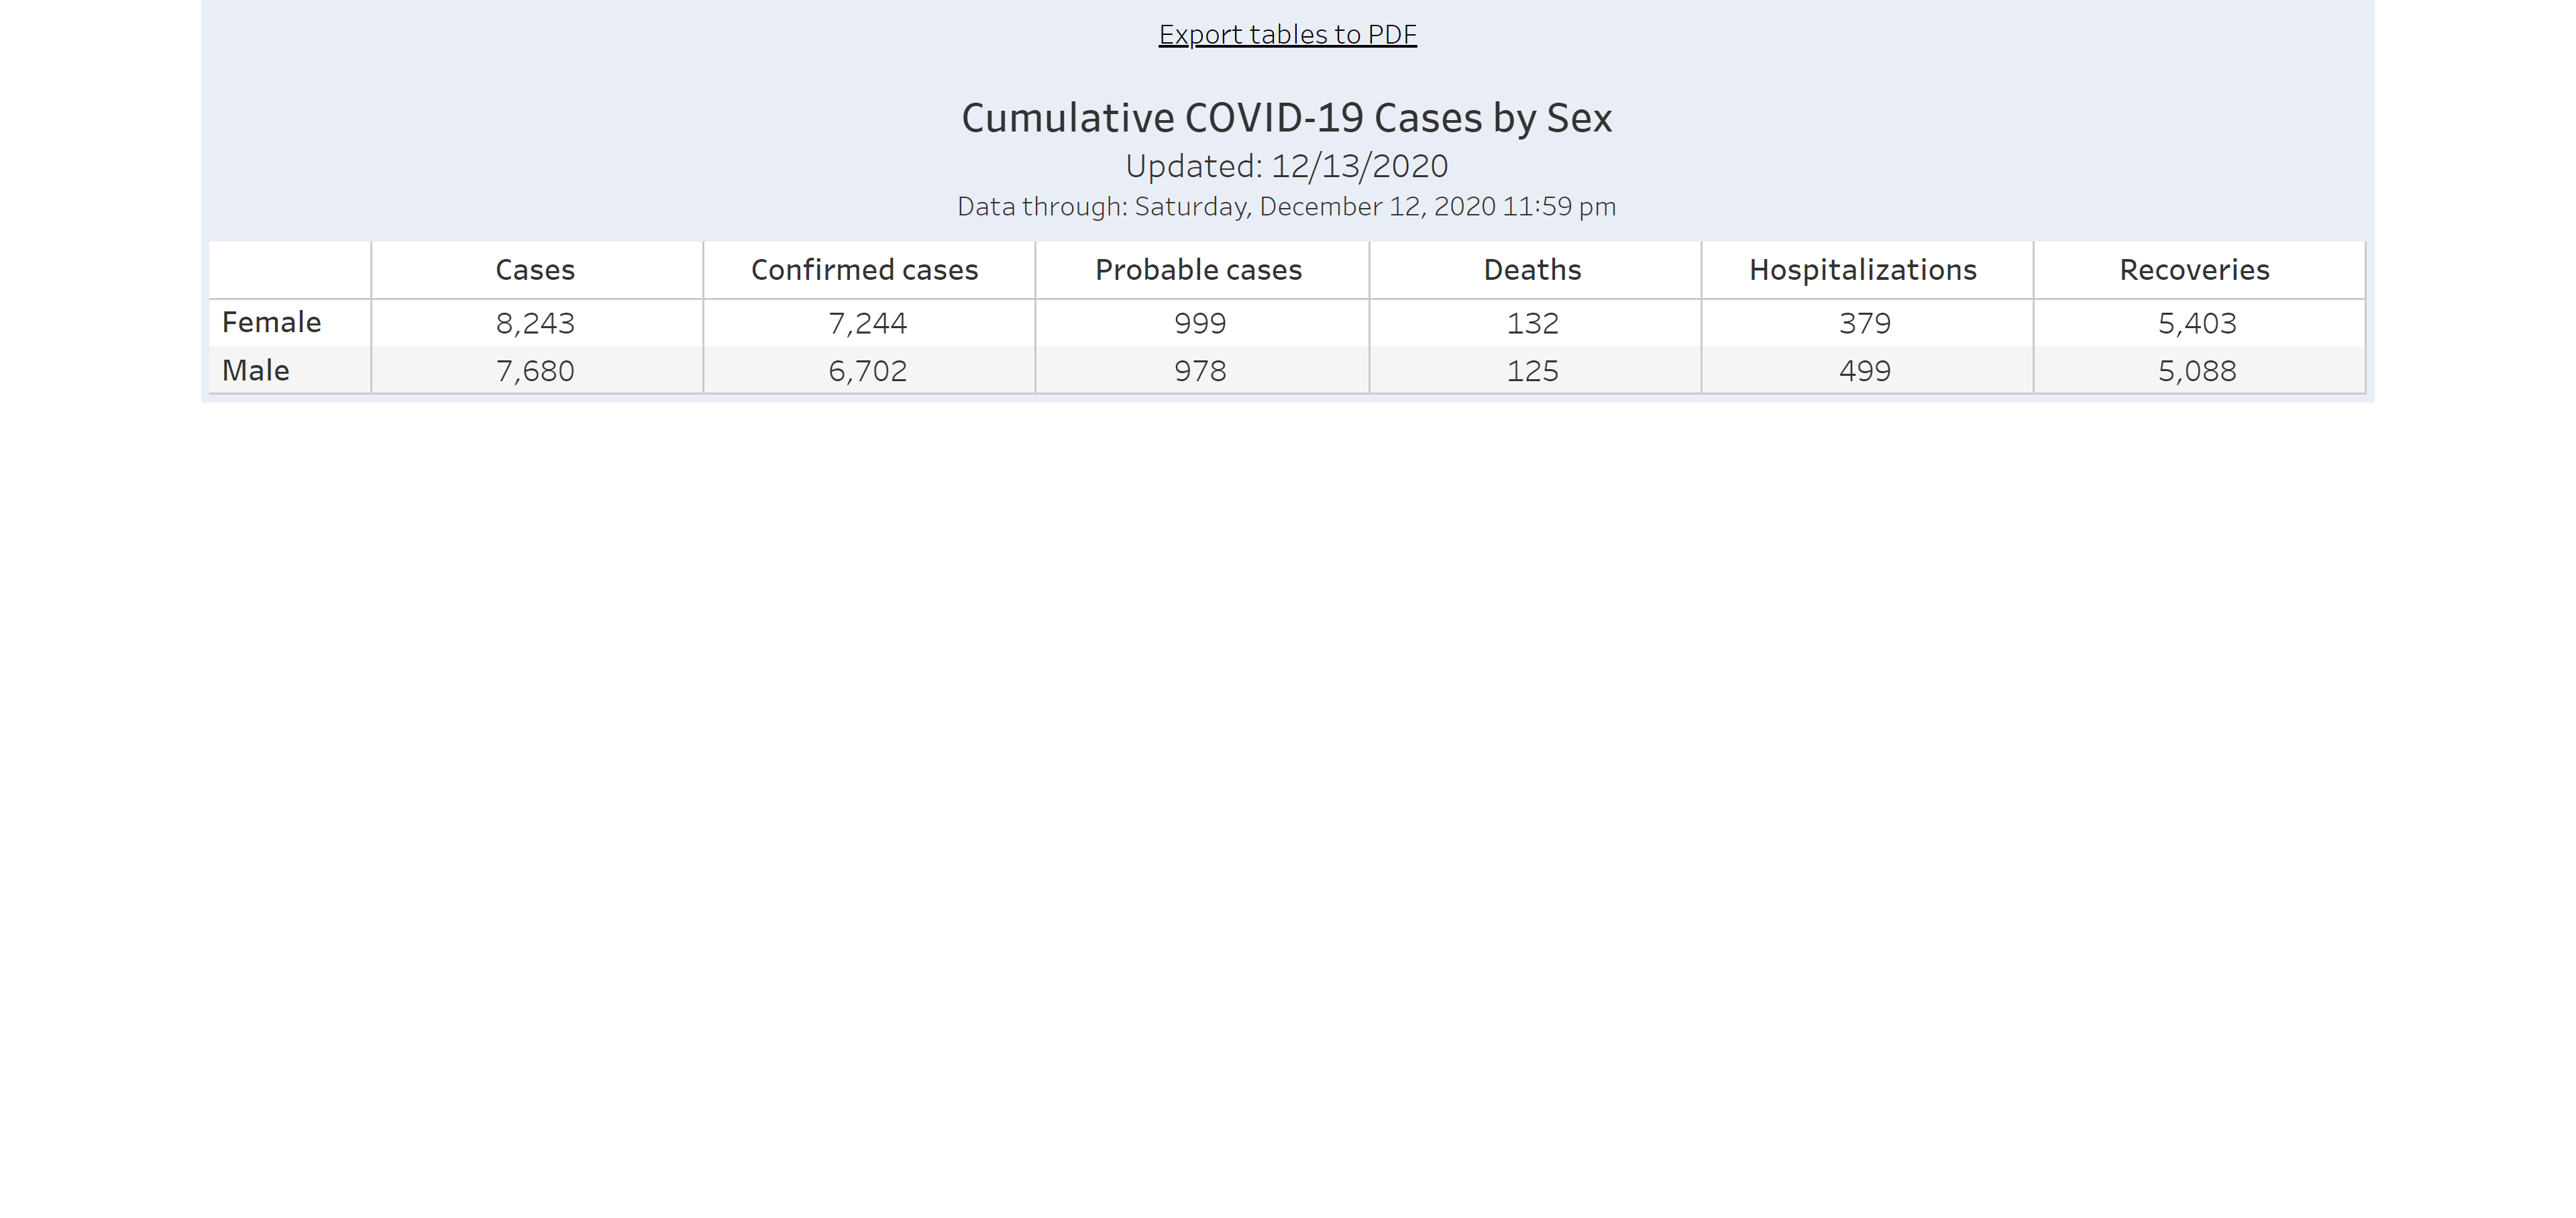 Export tables to PDF
Cumulative COVID-19 Cases by Sex
Updated: 12/13/2020
Data through: Saturday, December 12, 2020 11:59 pm
Cases Confirmed cases Probable cases Deaths Hospitalizations Recoveries
Female 8,243 7,244 999 132 379 5,403
Male 7,680 6,702 978 125 499 5,088